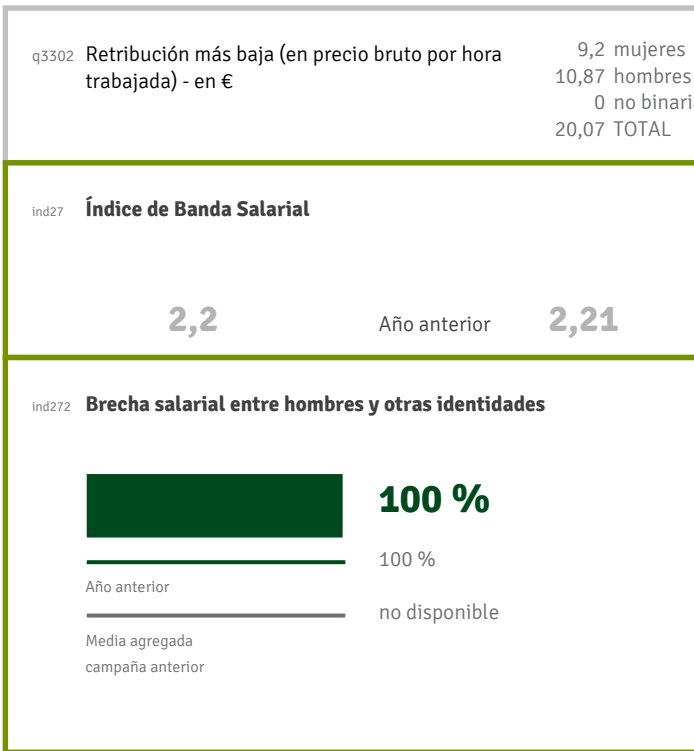 q3302 Retribución más baja (en precio bruto por hora
trabajada) - en €
9,2 mujeres
10,87 hombres
0 no binari
20,07 TOTAL
ind27 Índice de Banda Salarial
2,2 Año anterior 2,21
ind272 Brecha salarial entre hombres y otras identidades
100 %
100 %
Año anterior
no disponible
Media agregada
campaña anterior